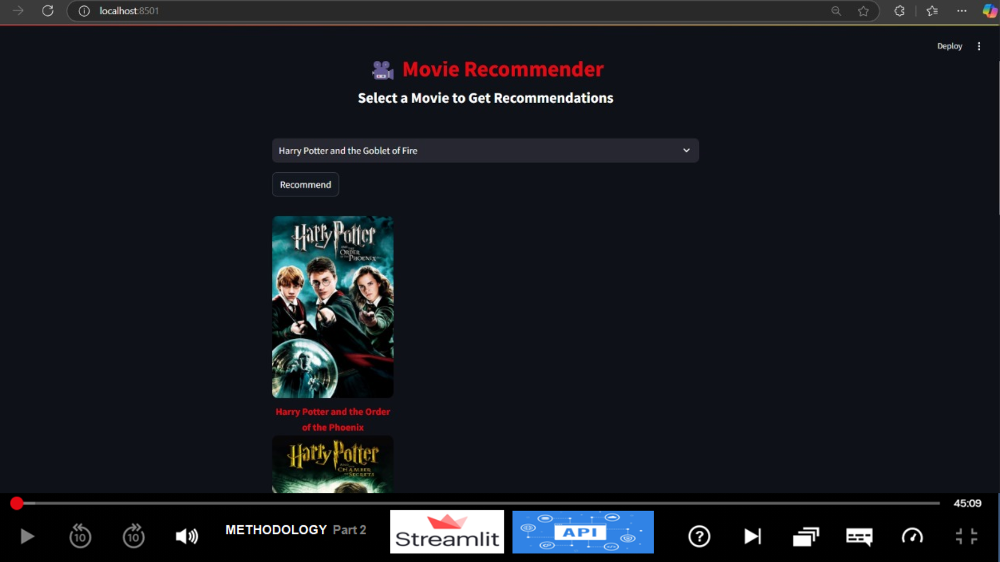 localhost:8501
Deploy
Movie Recommender
Select a Movie to Get Recommendations
Harry Potter and the Goblet of Fire
Recommend
Harry Potter
AND THE
ORDER
OF THE PHOENIX
Harry Potter and the Order
of the Phoenix
Harry Potter
AND THE
CHAMBER
OF SECRETS
45:09
10
10
METHODOLOGY Part 2
Streamlit
API
?